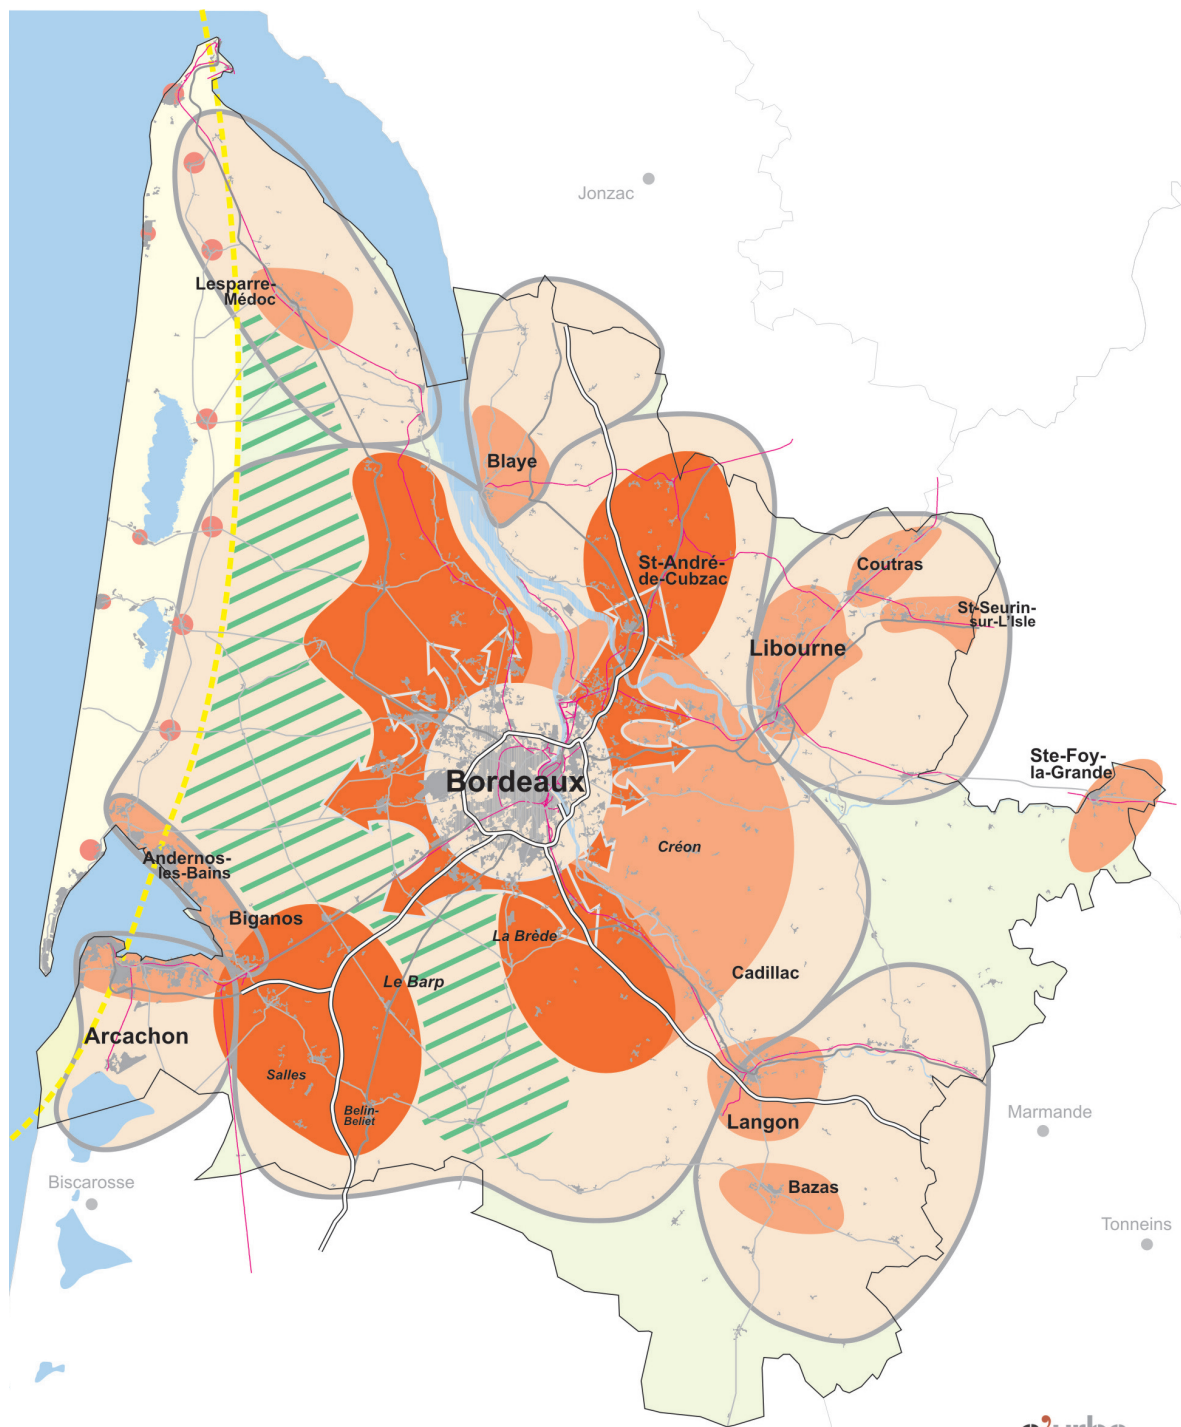 Jonzac
Lesparre-
Médoc
Blaye
St-André-
de-Cubzac
Coutras
St-Seurin-
sur-L'Isle
Libourne
Ste-Foy-
la-Grande
Bordeaux
Créon
Andernos-
les-Bains
Biganos
La Brède
Le Barp
Cadillac
Arcachon
Salles
Belin-
Beliet
Langon
Marmande
Biscarosse
Bazas
Tonneins